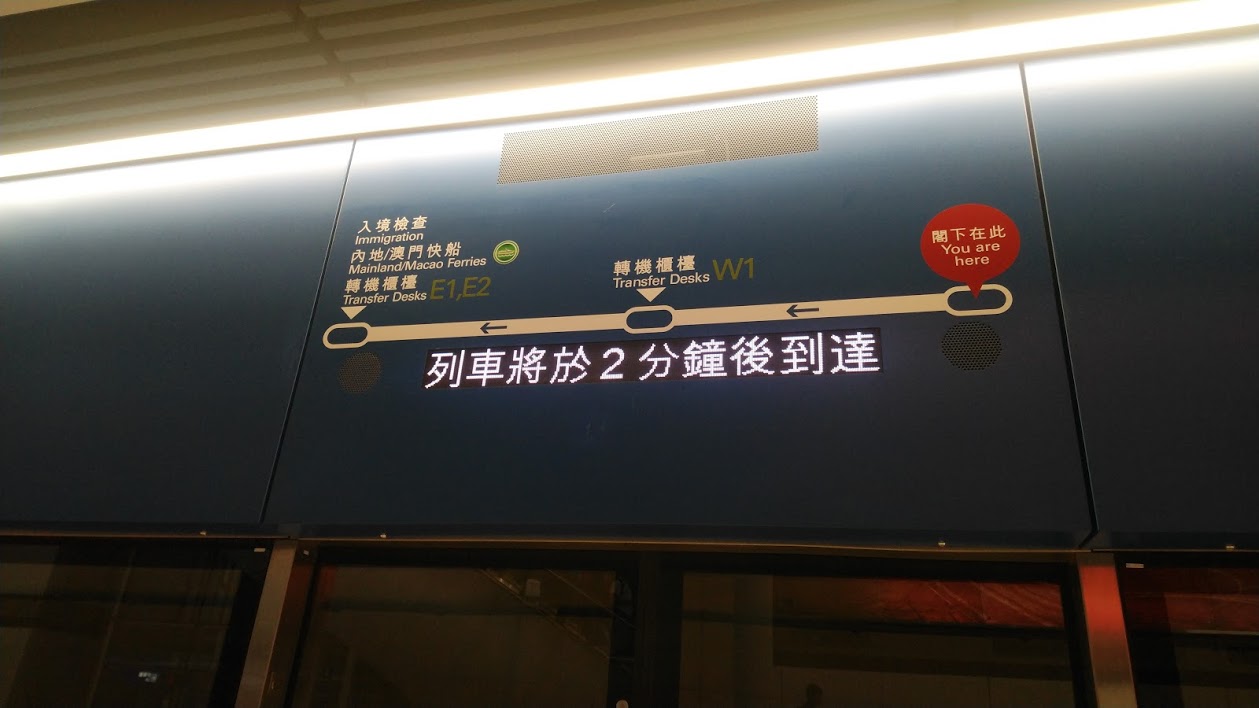 入境檢查
Immigration
內地/澳門快船
Mainland/Macao Ferries
轉機櫃檯
Transfer Desks E1,E2
轉機櫃檯
Transfer Desks W1
閣下在此
You are
here
列車將於2分鐘後到達